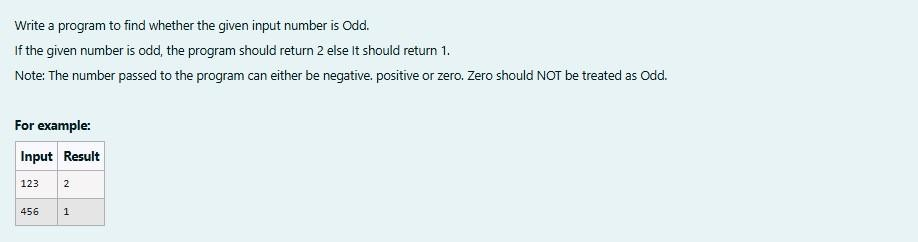 Write a program to find whether the given input number is Odd.
If the given number is odd, the program should return 2 else It should return 1.
Note: The number passed to the program can either be negative. positive or zero. Zero should NOT be treated as Odd.
For example:
Input Result
123 2
456 1